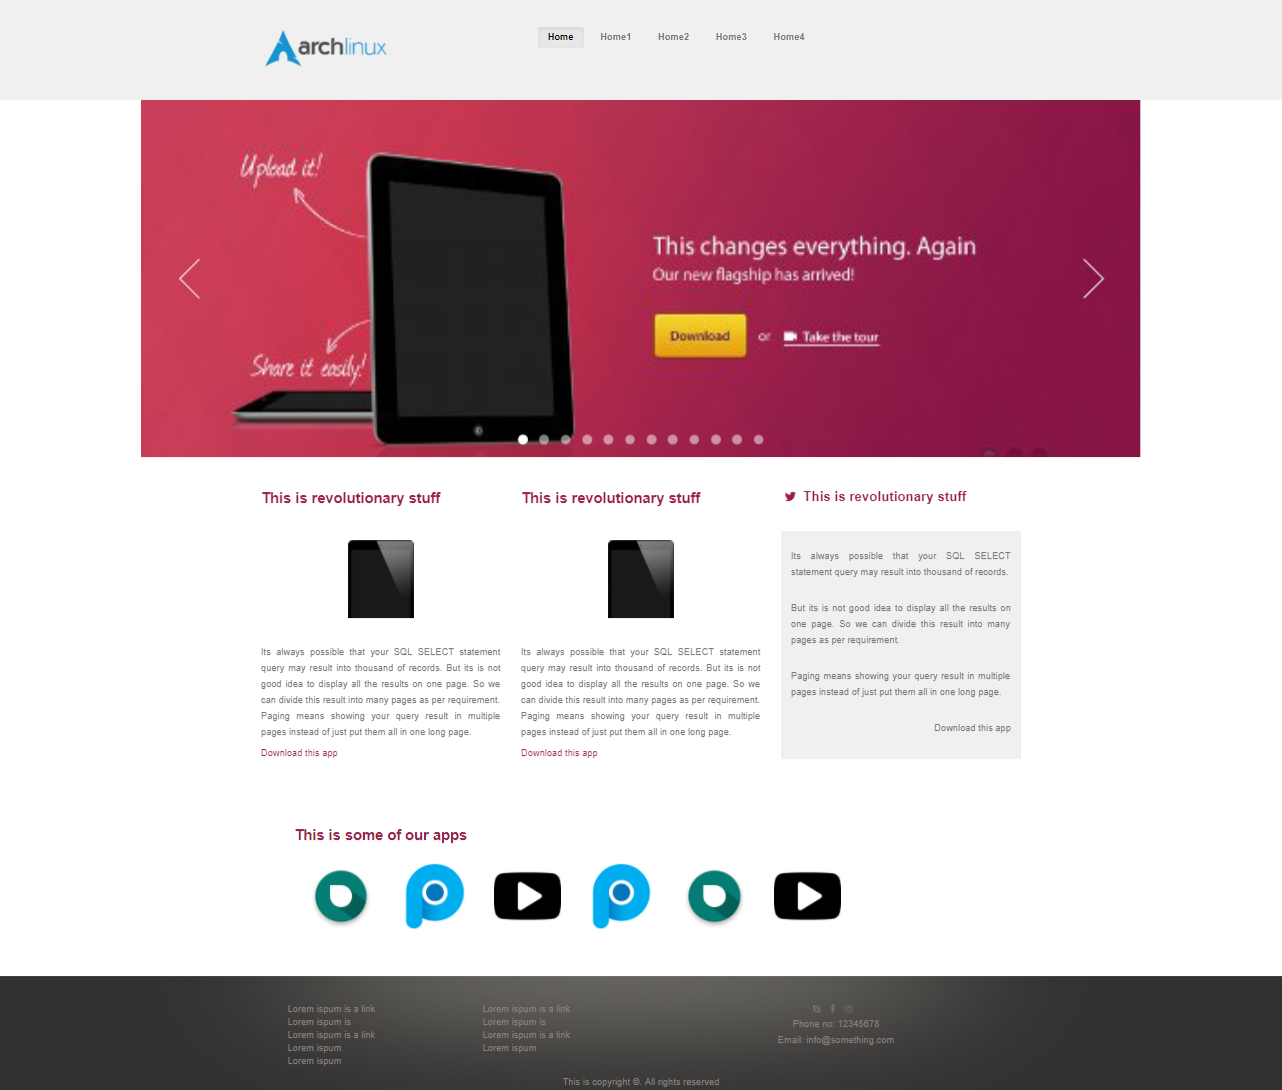 archlinux
Home Home1 Home2 Home3 Home4
Upload it!
This changes everything. Again
Our new flagship has arrived!
Download or Take the tour
Share it easily!
This is revolutionary stuff
Its always possible that your SQL SELECT statement
query may result into thousand of records. But its is not
good idea to display all the results on one page. So we
can divide this result into many pages as per requirement.
Paging means showing your query result in multiple
pages instead of just put them all in one long page.
Download this app
This is revolutionary stuff
Its always possible that your SQL SELECT statement
query may result into thousand of records. But its is not
good idea to display all the results on one page. So we
can divide this result into many pages as per requirement.
Paging means showing your query result in multiple
pages instead of just put them all in one long page.
Download this app
This is revolutionary stuff
Its always possible that your SQL SELECT
statement query may result into thousand of records.
But its is not good idea to display all the results on
one page. So we can divide this result into many
pages as per requirement.
Paging means showing your query result in multiple
pages instead of just put them all in one long page.
Download this app
This is some of our apps
Lorem ispum is a link
Lorem ispum is
Lorem ispum is a link
Lorem ispum
Lorem ispum
Lorem ispum is a link
Lorem ispum is
Lorem ispum is a link
Lorem ispum
Phone no: 12345678
Email: info@something.com
This is copyright ©. All rights reserved